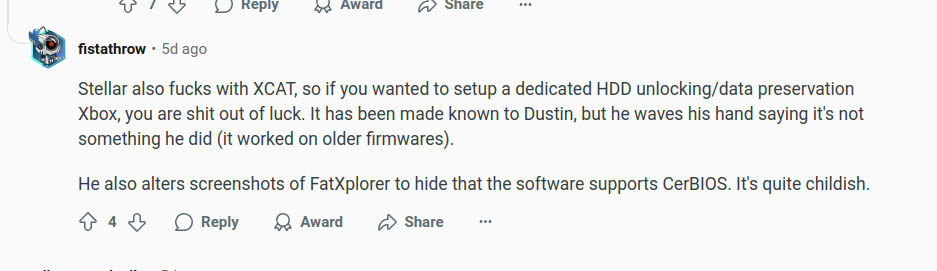 7 Reply Award Share
fistathrow • 5d ago
Stellar also fucks with XCAT, so if you wanted to setup a dedicated HDD unlocking/data preservation
Xbox, you are shit out of luck. It has been made known to Dustin, but he waves his hand saying it's not
something he did (it worked on older firmwares).
He also alters screenshots of FatXplorer to hide that the software supports CerBIOS. It's quite childish.
4 Reply Award Share